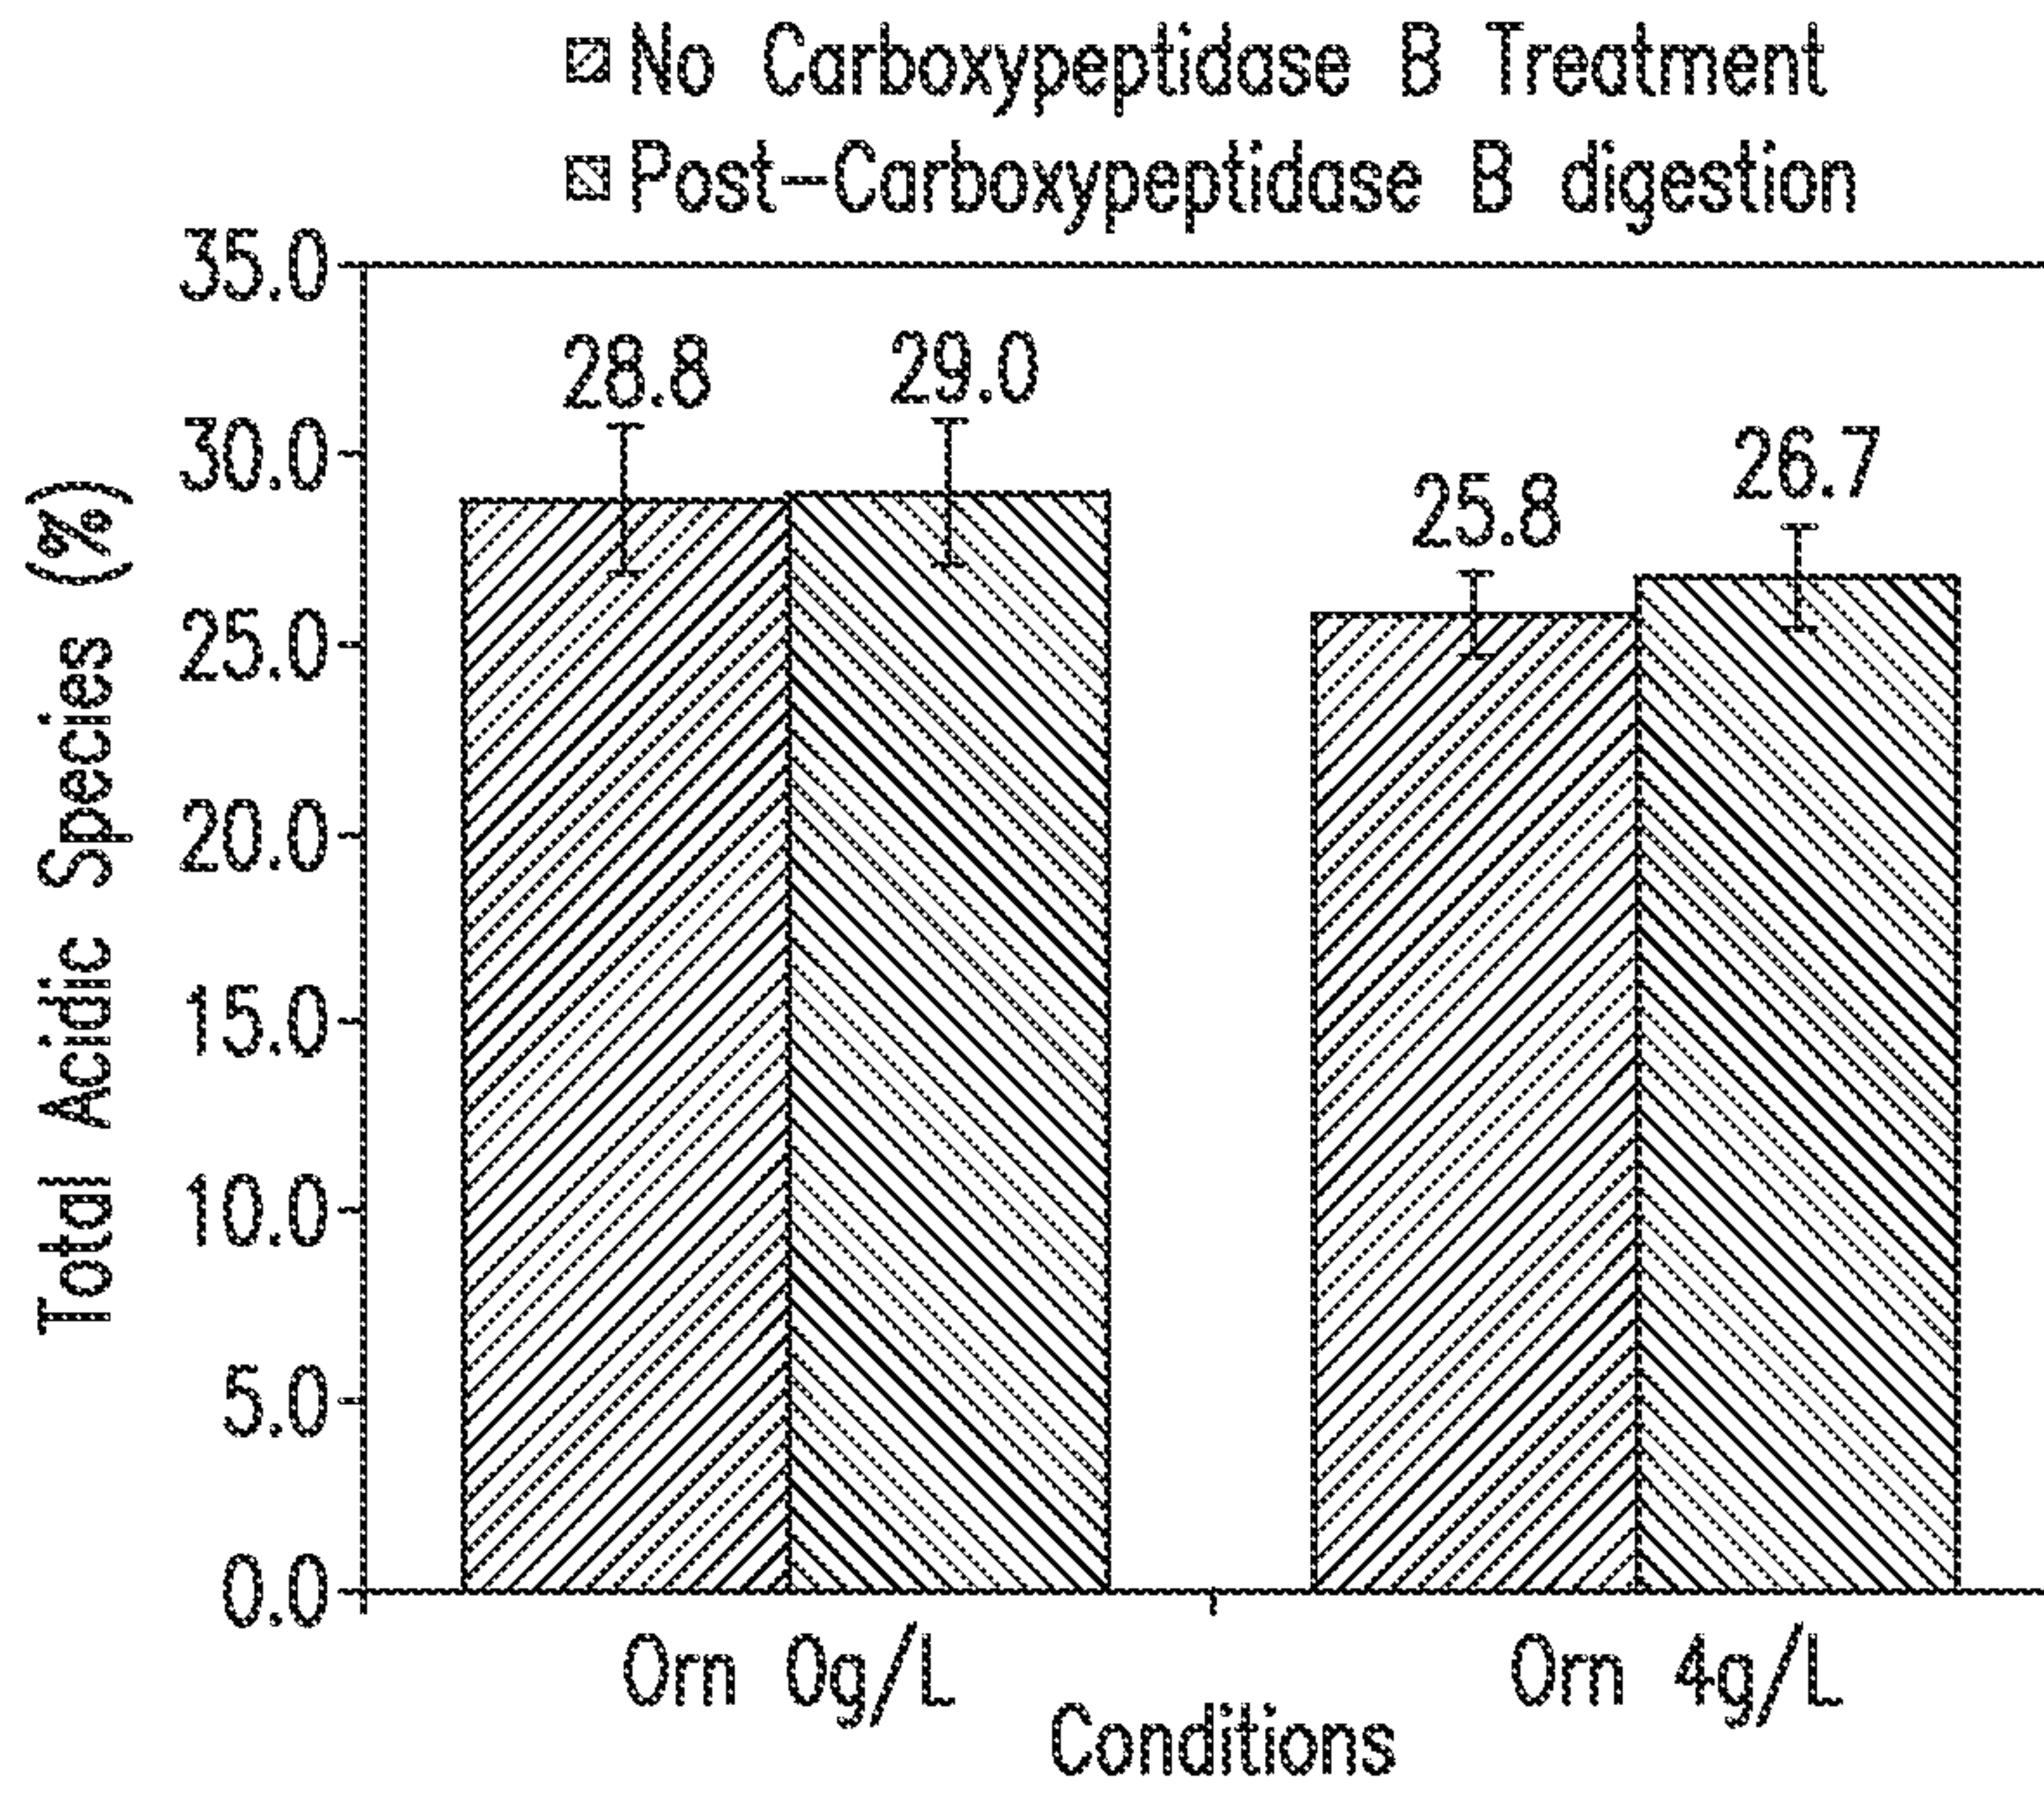 No Carboxypeptidase B Treatment
Post-Carboxypeptidase B digestion
35.0
30.0
25.0
20.0
15.0
10.0
5.0
0.0
Total Acidic Species (%)
28.8
29.0
25.8
26.7
Orn 0g/L
Orn 4g/L
Conditions